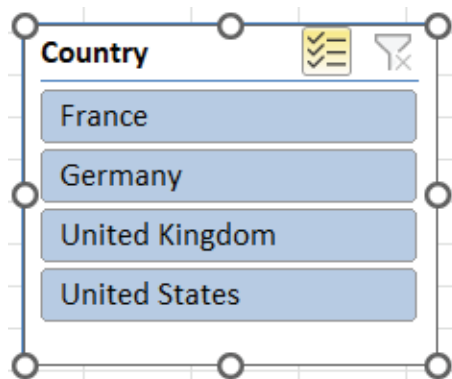 Country
France
Germany
United Kingdom
United States